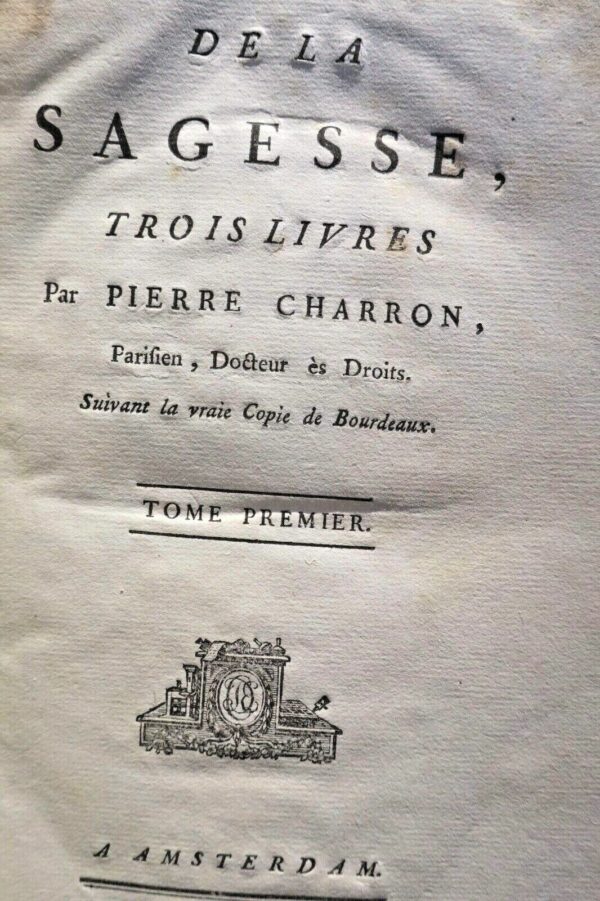 DE LA
SAGESSE,
TROIS LIVRES
Par PIERRE CHARRON,
Pariſien, Docteur ès Droits.
Suivant la vraie Copie de Bourdeaux.
TOME PREMIER.
A AMSTERDAM.